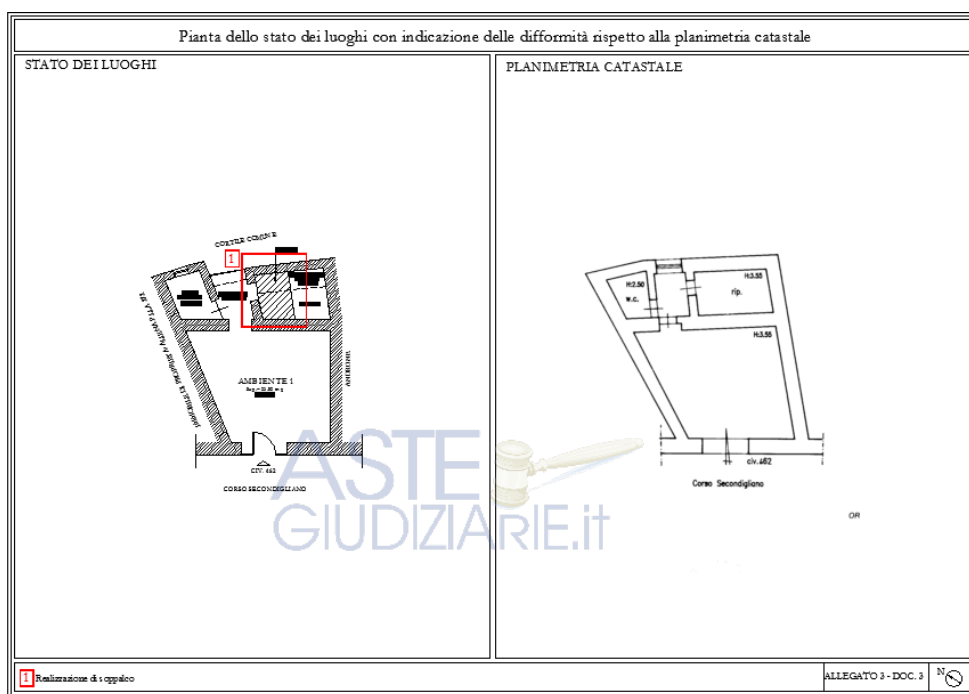 Pianta dello stato dei luoghi con indicazione delle difformità rispetto alla planimetria catastale
STATO DEI LUOGHI
PLANIMETRIA CATASTALE
CORTILE COMUNE
1
AMBIENTE 1
ANDRONE
CIV. 462
CORSO SECONDIGLIANO
H:2.50
w.c.
H:3.55
rip.
H:3.55
civ.462
Corso Secondigliano
OR
ASTE
GIUDIZIARIE.it
1 Realizzazione di soppalco
ALLEGATO 3 - DOC. 3
N